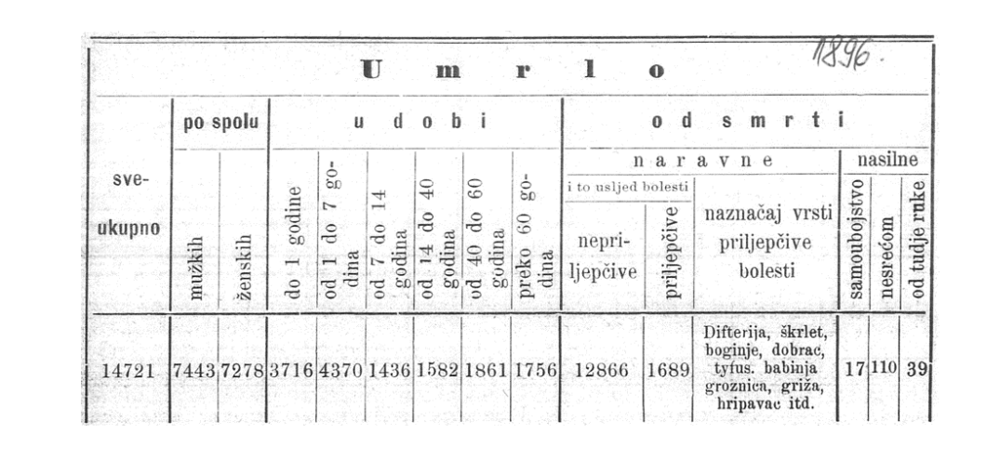 1896.
Umrlo
sve-
ukupno
po spolu
mužkih
ženskih
u dobi
do 1 godine
od 1 do 7 go-
dina
od 7 do 14
godina
od 14 do 40
godina
od 40 do 60
godina
preko 60 go-
dina
od smrti
naravne
i to usljed bolesti
nepri-
ljepčive
priljepčive
naznačaj vrsti
priljepčive
bolesti
nasilne
samoubojstvo
nesrećom
od tudje ruke
14721 7443 7278 3716 4370 1436 1582 1861 1756 12866 1689
Difterija, škrlet,
boginje, dobrac,
tyfus. babinja
groznica, griža,
hripavac itd.
17 110 39